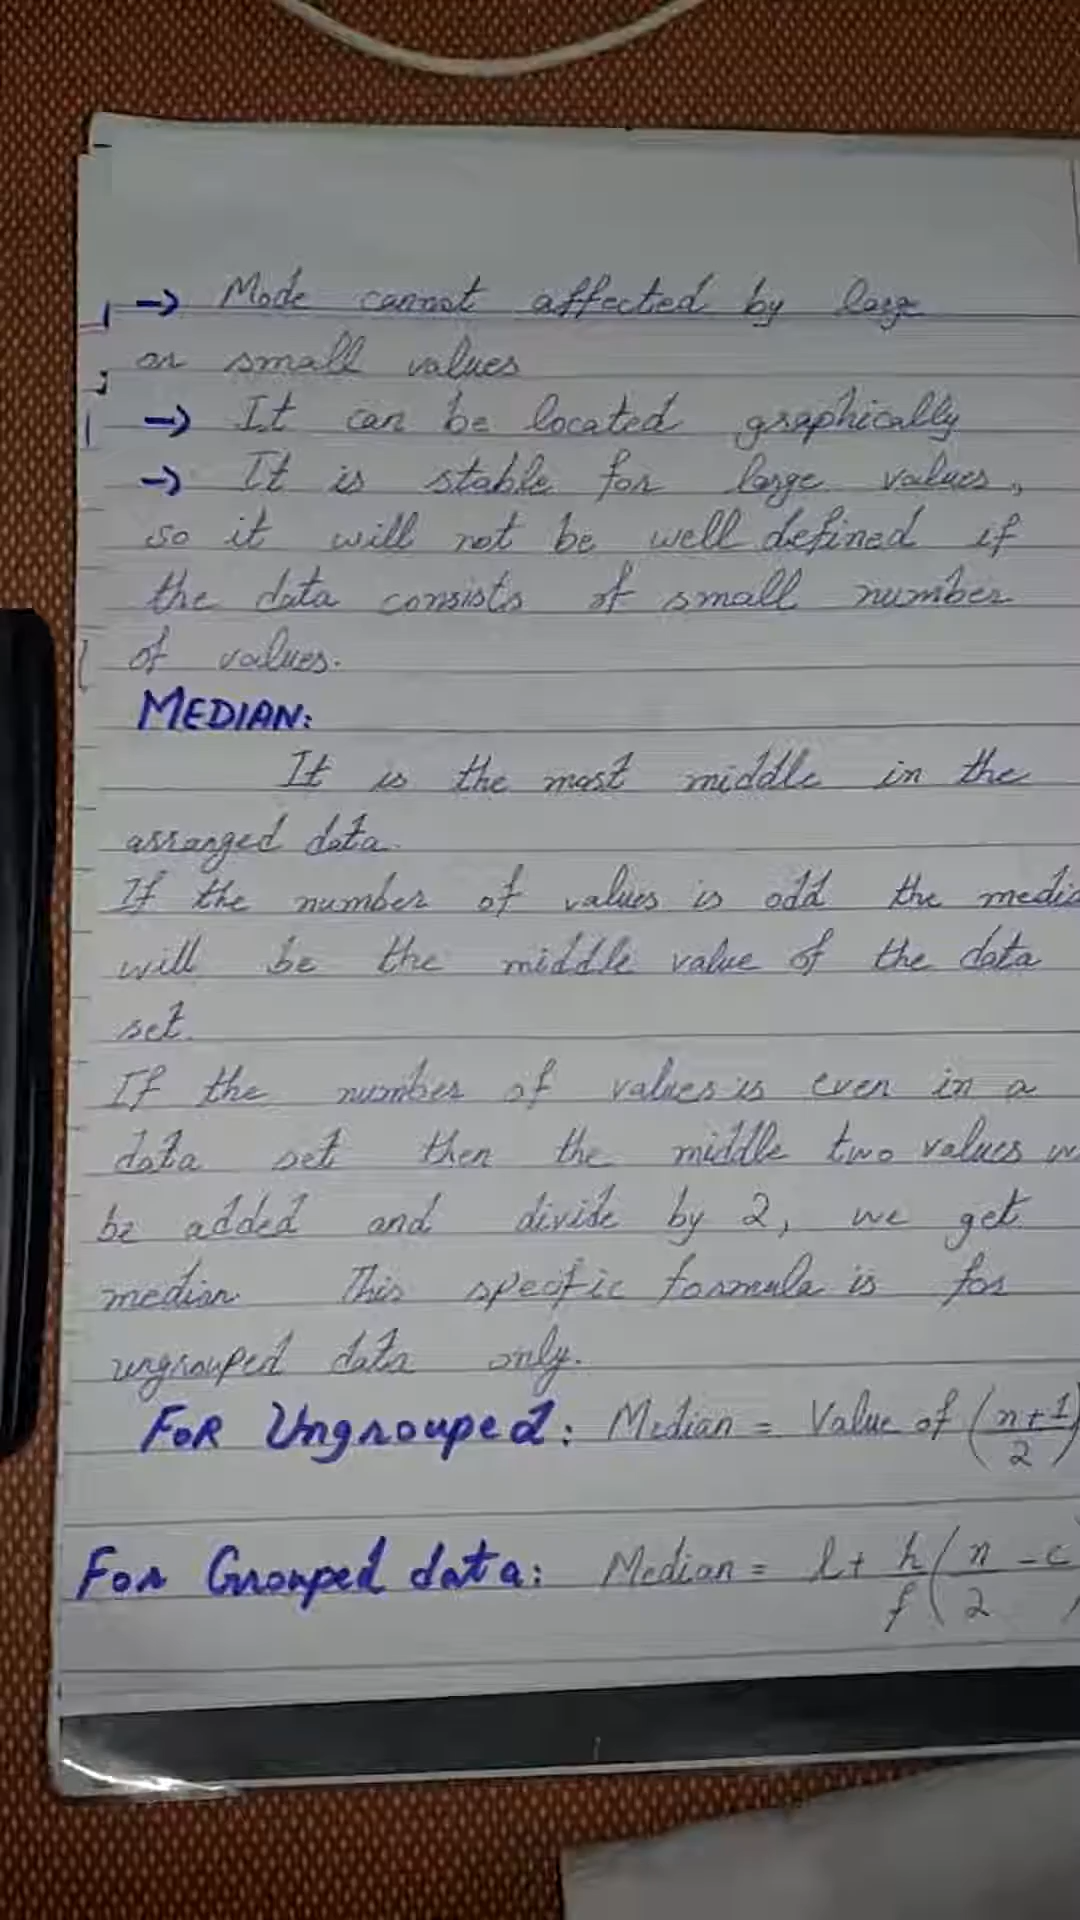 → Mode cannot affected by large
or small values
→ It can be located graphically
→ It is stable for large values,
so it will not be well defined if
the data consists of small number
of values.
MEDIAN:
It is the most middle in the
arranged data.
If the number of values is odd the media
will be the middle value of the data
set.
If the number of values is even in a
data set then the middle two values w
be added and divide by 2, we get
median. This specific formula is for
ungrouped data only.
FOR Ungrouped: Median = Value of (n+1/2)
For Grouped data: Median = l + h/f (n/2 - c)